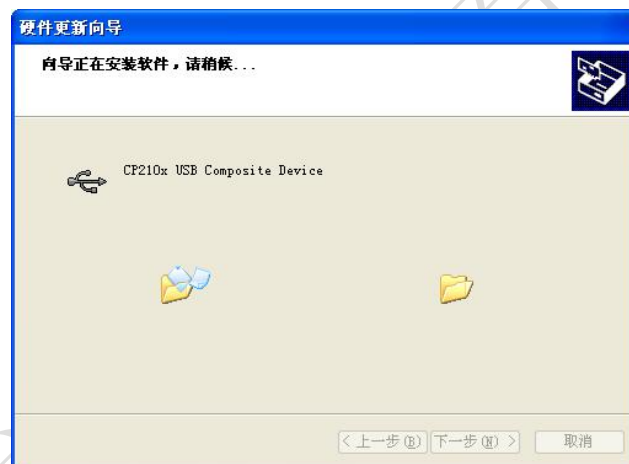 硬件更新向导
向导正在安装软件，请稍候...
CP210x USB Composite Device
< 上一步(B) 下一步(N) > 取消